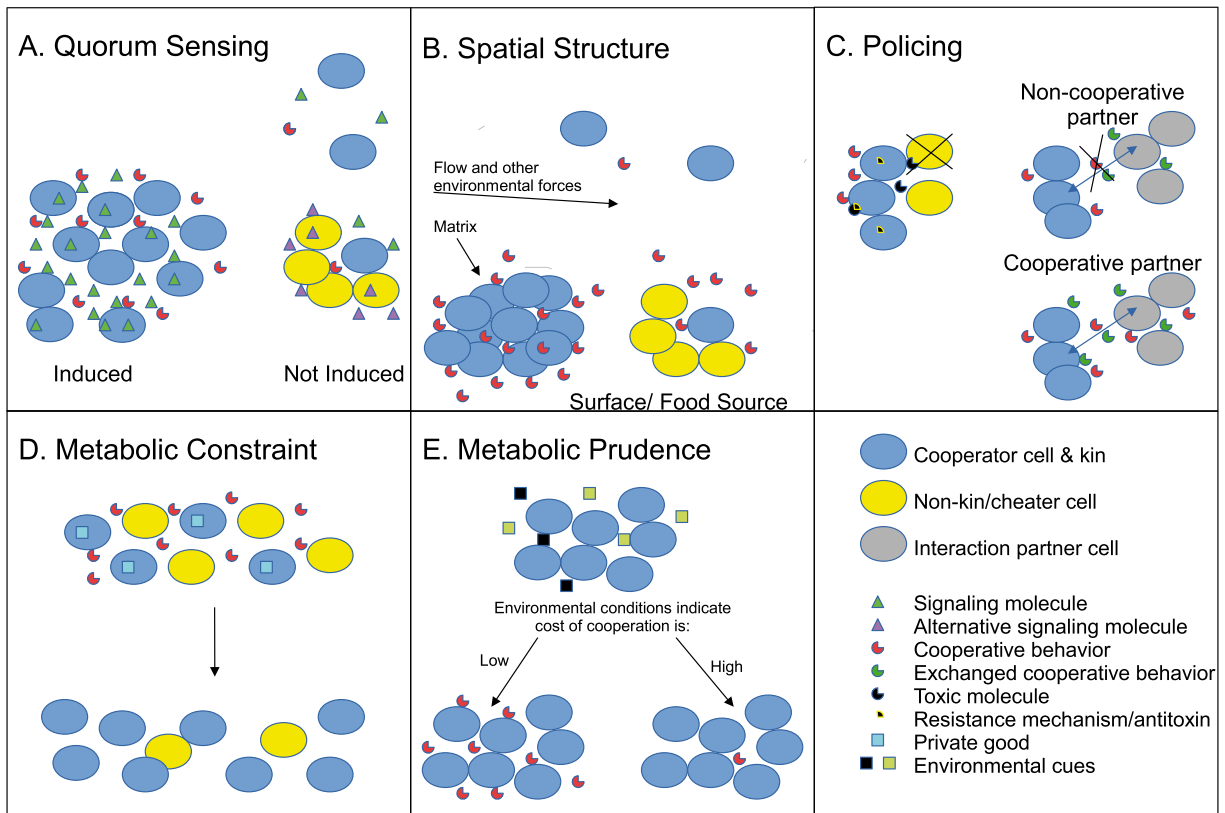 A. Quorum Sensing
Induced
Not Induced
B. Spatial Structure
Flow and other
environmental forces
Matrix
Surface/ Food Source
C. Policing
Non-cooperative
partner
Cooperative partner
D. Metabolic Constraint
E. Metabolic Prudence
Environmental conditions indicate
cost of cooperation is:
Low
High
Cooperator cell & kin
Non-kin/cheater cell
Interaction partner cell
Signaling molecule
Alternative signaling molecule
Cooperative behavior
Exchanged cooperative behavior
Toxic molecule
Resistance mechanism/antitoxin
Private good
Environmental cues